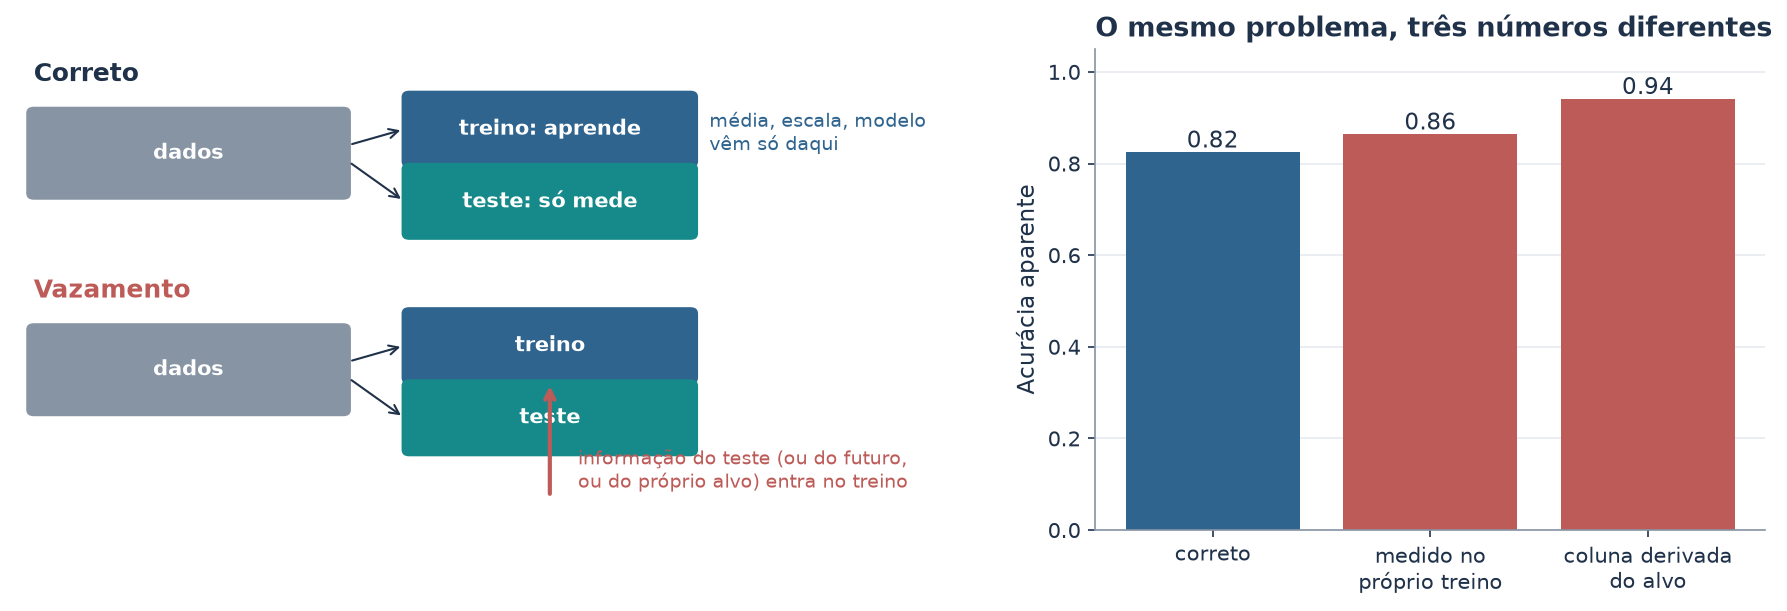 Correto
dados
treino: aprende
teste: só mede
média, escala, modelo
vêm só daqui
Vazamento
dados
treino
teste
informação do teste (ou do futuro,
ou do próprio alvo) entra no treino
O mesmo problema, três números diferentes
Acurácia aparente
1.0
0.8
0.6
0.4
0.2
0.0
0.82
0.86
0.94
correto
medido no
próprio treino
coluna derivada
do alvo